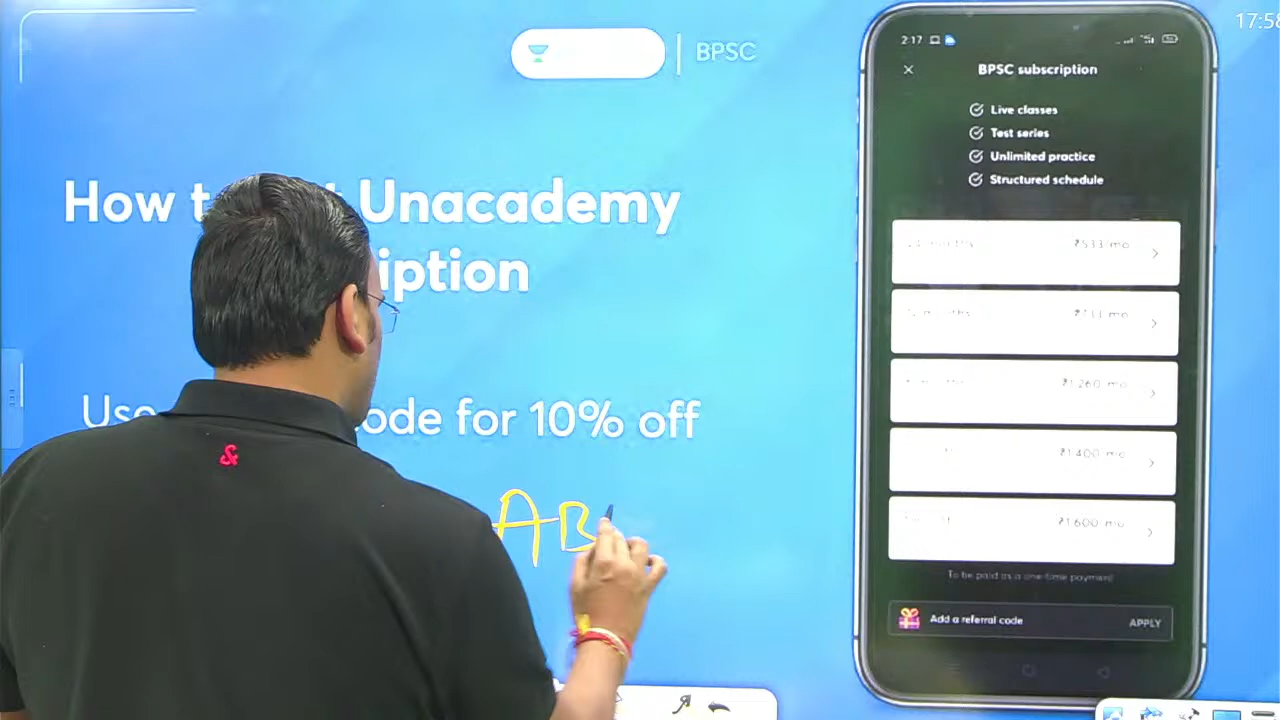 17:58
BPSC
How t Unacademy
iption
Use ode for 10% off
AB
2:17
BPSC subscription
Live classes
Test series
Unlimited practice
Structured schedule
₹533/mo
₹1,260/mo
₹1,400/mo
₹1,600/mo
To be paid as a one-time payment
Add a referral code APPLY
&